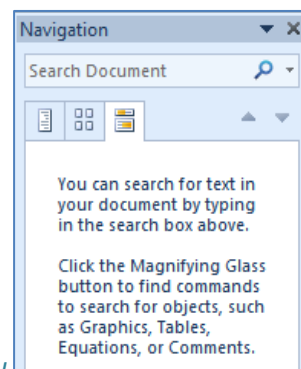 Navigation
Search Document
You can search for text in
your document by typing
in the search box above.
Click the Magnifying Glass
button to find commands
to search for objects, such
as Graphics, Tables,
Equations, or Comments.